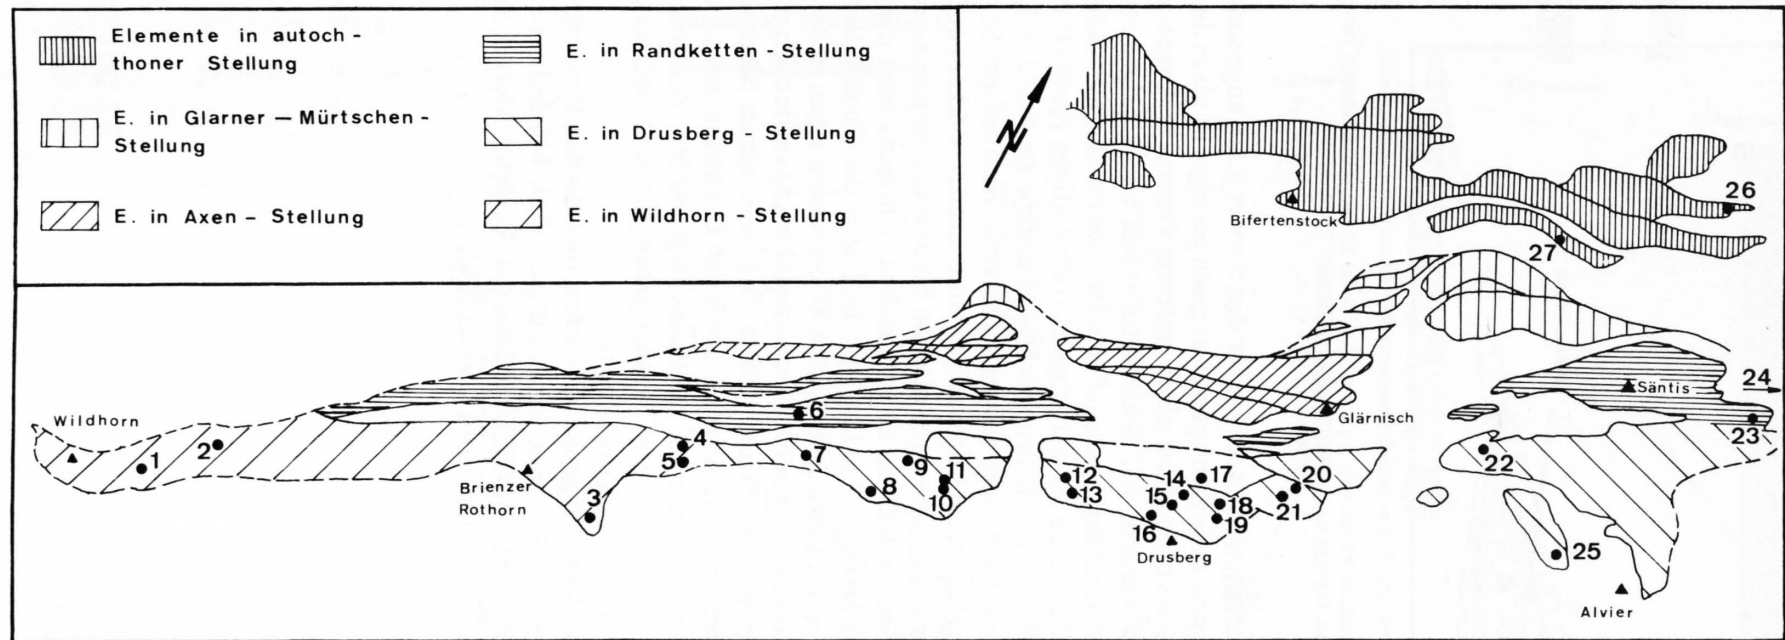 Elemente in autoch -
thoner Stellung
E. in Glarner — Mürtschen -
Stellung
E. in Axen – Stellung
E. in Randketten - Stellung
E. in Drusberg - Stellung
E. in Wildhorn - Stellung
N
Bifertenstock
26
27
Säntis
24
23
Glärnisch
Wildhorn
1
2
Brienzer
Rothorn
3
4
5
6
7
8
9
11
10
12
13
14
15
16
17
18
19
Drusberg
20
21
22
25
Alvier